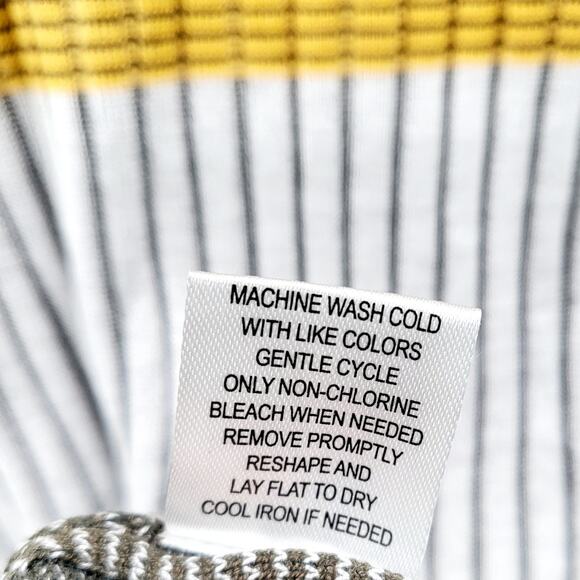 MACHINE WASH COLD
WITH LIKE COLORS
GENTLE CYCLE
ONLY NON-CHLORINE
BLEACH WHEN NEEDED
REMOVE PROMPTLY
RESHAPE AND
LAY FLAT TO DRY
COOL IRON IF NEEDED